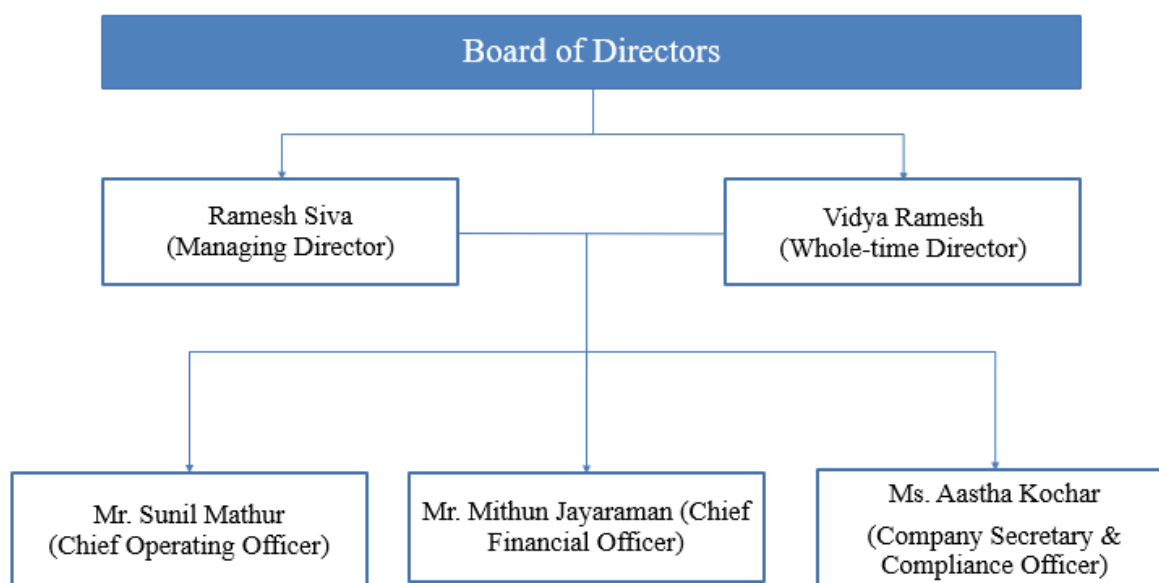 Board of Directors
Ramesh Siva
(Managing Director)
Vidya Ramesh
(Whole-time Director)
Mr. Sunil Mathur
(Chief Operating Officer)
Mr. Mithun Jayaraman (Chief
Financial Officer)
Ms. Aastha Kochar
(Company Secretary &
Compliance Officer)